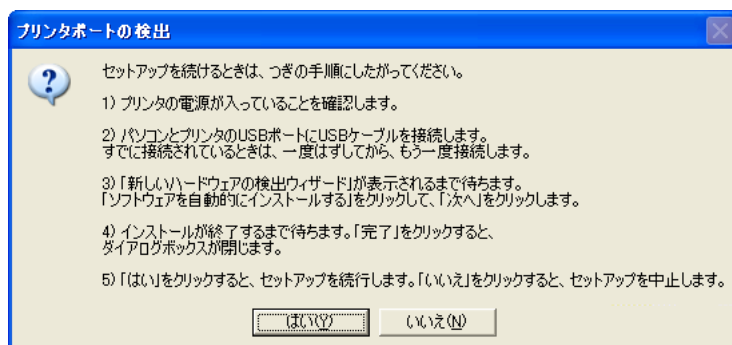 プリンタポートの検出
セットアップを続けるときは、つぎの手順にしたがってください。
1) プリンタの電源が入っていることを確認します。
2) パソコンとプリンタのUSBポートにUSBケーブルを接続します。
すでに接続されているときは、一度はずしてから、もう一度接続します。
3)「新しいハードウェアの検出ウィザード」が表示されるまで待ちます。
「ソフトウェアを自動的にインストールする」をクリックして、「次へ」をクリックします。
4) インストールが終了するまで待ちます。「完了」をクリックすると、
ダイアログボックスが閉じます。
5)「はい」をクリックすると、セットアップを続行します。「いいえ」をクリックすると、セットアップを中止します。
はい(Y)
いいえ(N)